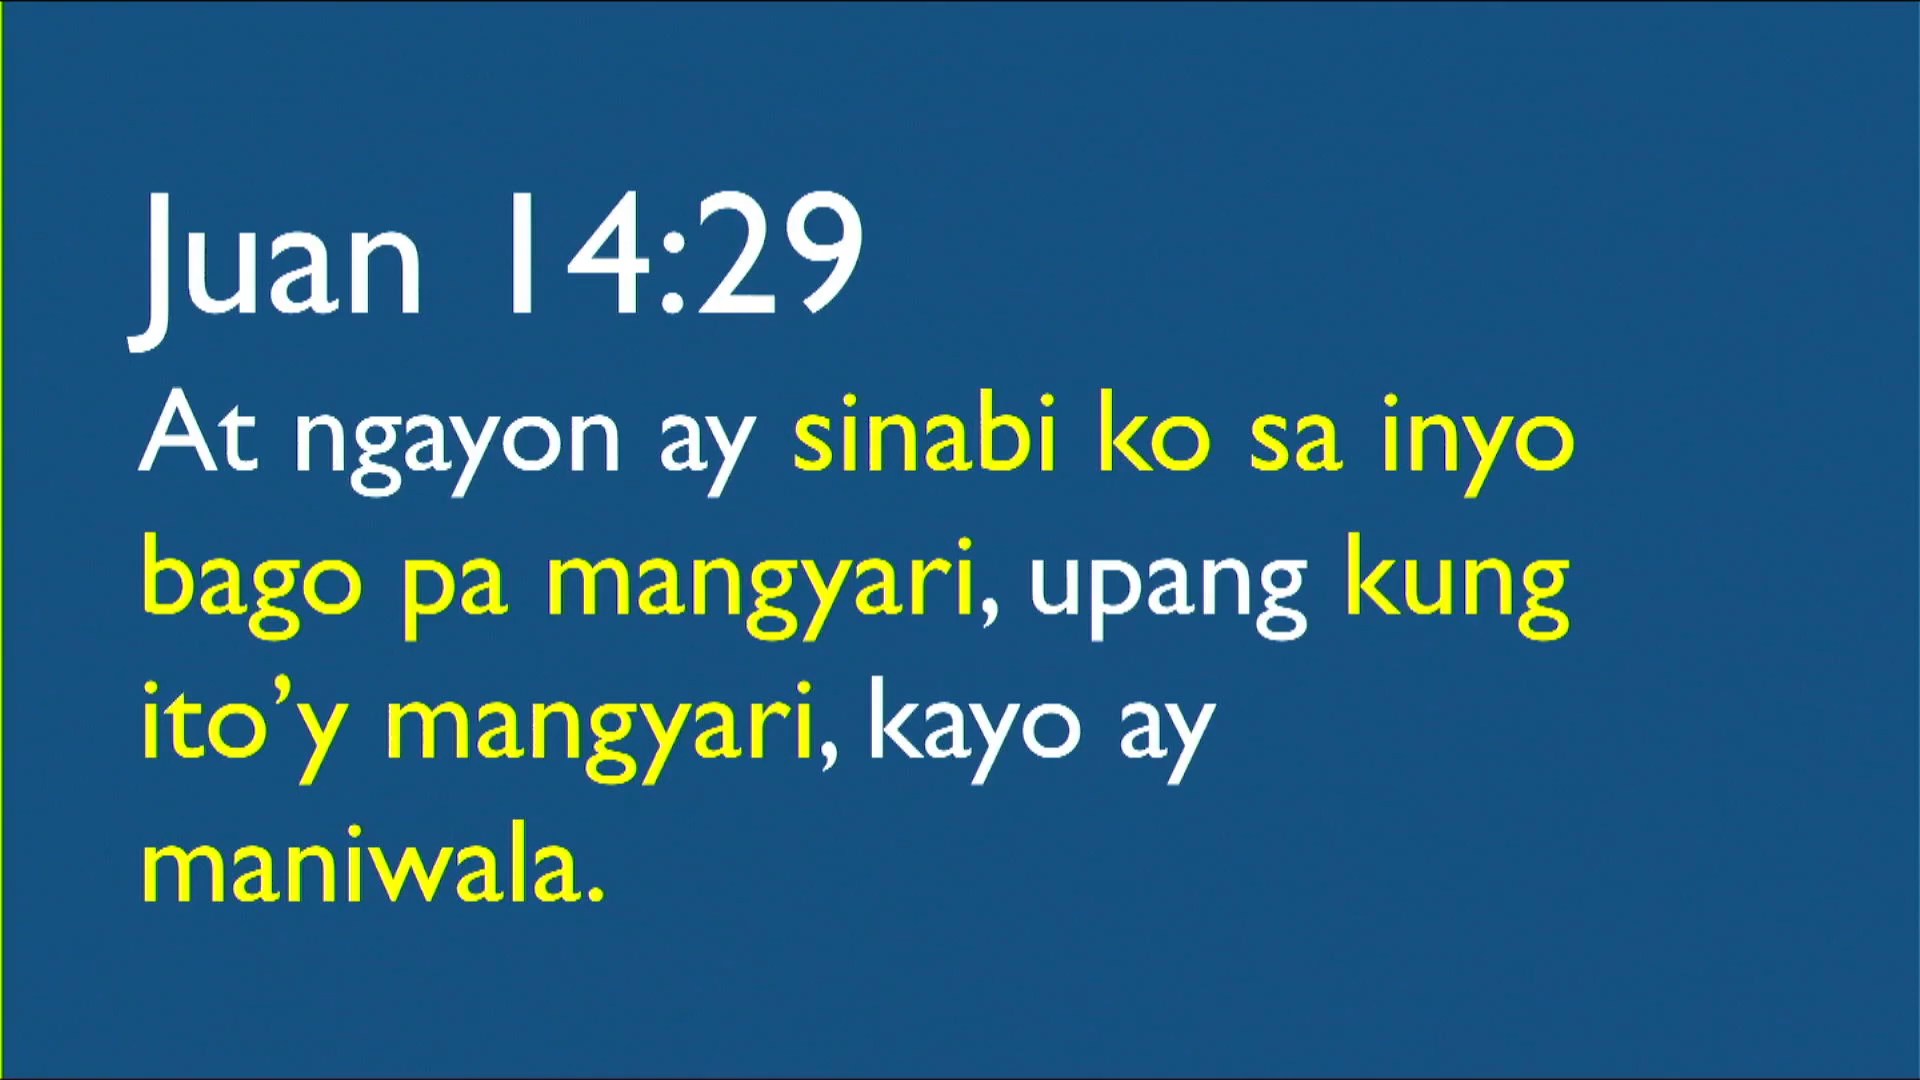 Juan 14:29
At ngayon ay sinabi ko sa inyo
bago pa mangyari, upang kung
ito’y mangyari, kayo ay
maniwala.